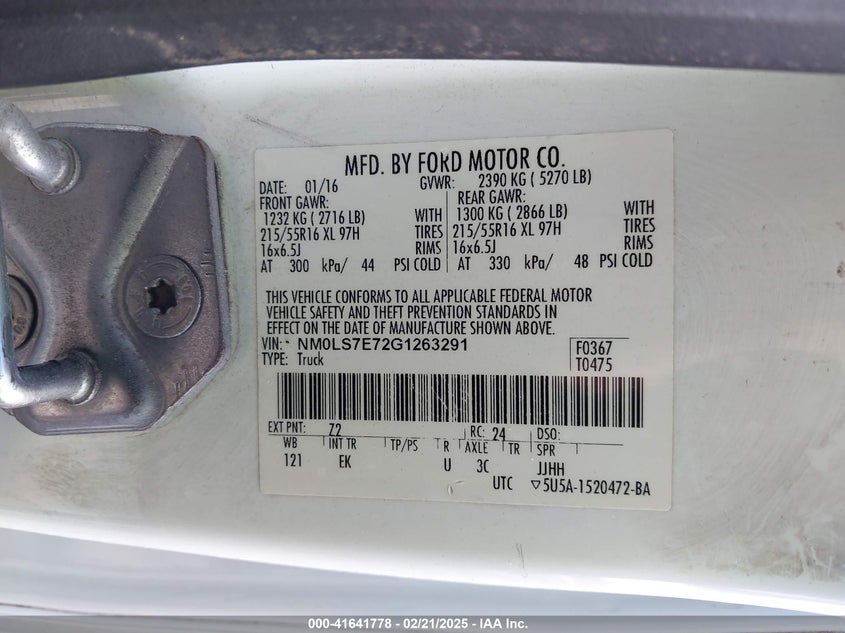 MFD. BY FORD MOTOR CO.
DATE: 01/16 GVWR: 2390 KG ( 5270 LB)
FRONT GAWR: REAR GAWR:
1232 KG ( 2716 LB) WITH 1300 KG ( 2866 LB) WITH
215/55R16 XL 97H TIRES 215/55R16 XL 97H TIRES
16x6.5J RIMS 16x6.5J RIMS
AT 300 kPa/ 44 PSI COLD AT 330 kPa/ 48 PSI COLD
THIS VEHICLE CONFORMS TO ALL APPLICABLE FEDERAL MOTOR
VEHICLE SAFETY AND THEFT PREVENTION STANDARDS IN
EFFECT ON THE DATE OF MANUFACTURE SHOWN ABOVE.
VIN: NM0LS7E72G1263291 F0367
TYPE: Truck T0475
EXT PNT: Z2 RC: 24 DSO:
WB INT TR TP/PS R AXLE TR SPR
121 EK U 3C JJHH
UTC ▽5U5A-1520472-BA
000-41641778 - 02/21/2025 - IAA Inc.